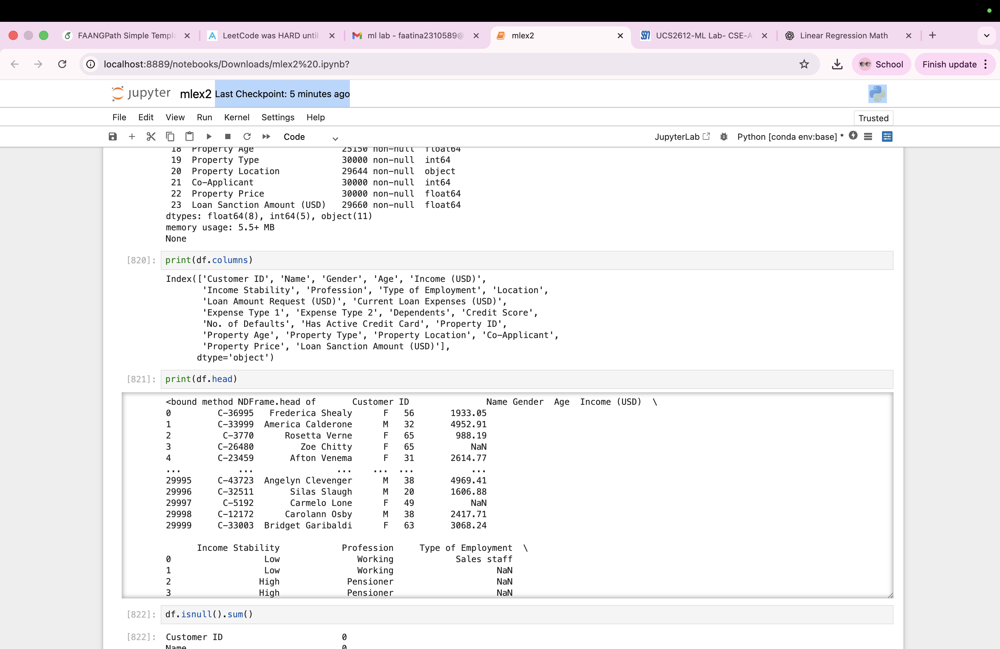 FAANGPath Simple Templa
LeetCode was HARD until
ml lab - faatina2310589@
mlex2
UCS2612-ML Lab- CSE-A
Linear Regression Math
localhost:8889/notebooks/Downloads/mlex2%20.ipynb?
School
Finish update
jupyter mlex2 Last Checkpoint: 5 minutes ago
File Edit View Run Kernel Settings Help
Trusted
Code
JupyterLab
Python [conda env:base] *
18 Property Age 25150 non-null float64
19 Property Type 30000 non-null int64
20 Property Location 29644 non-null object
21 Co-Applicant 30000 non-null int64
22 Property Price 30000 non-null float64
23 Loan Sanction Amount (USD) 29660 non-null float64
dtypes: float64(8), int64(5), object(11)
memory usage: 5.5+ MB
None
[820]: print(df.columns)
Index(['Customer ID', 'Name', 'Gender', 'Age', 'Income (USD)',
'Income Stability', 'Profession', 'Type of Employment', 'Location',
'Loan Amount Request (USD)', 'Current Loan Expenses (USD)',
'Expense Type 1', 'Expense Type 2', 'Dependents', 'Credit Score',
'No. of Defaults', 'Has Active Credit Card', 'Property ID',
'Property Age', 'Property Type', 'Property Location', 'Co-Applicant',
'Property Price', 'Loan Sanction Amount (USD)'],
dtype='object')
[821]: print(df.head)
<bound method NDFrame.head of Customer ID Name Gender Age Income (USD) \
0 C-36995 Frederica Shealy F 56 1933.05
1 C-33999 America Calderone M 32 4952.91
2 C-3770 Rosetta Verne F 65 988.19
3 C-26480 Zoe Chitty F 65 NaN
4 C-23459 Afton Venema F 31 2614.77
... ... ... ... ... ...
29995 C-43723 Angelyn Clevenger M 38 4969.41
29996 C-32511 Silas Slaugh M 20 1606.88
29997 C-5192 Carmelo Lone F 49 NaN
29998 C-12172 Carolann Osby M 38 2417.71
29999 C-33003 Bridget Garibaldi F 63 3068.24
Income Stability Profession Type of Employment \
0 Low Working Sales staff
1 Low Working NaN
2 High Pensioner NaN
3 High Pensioner NaN
[822]: df.isnull().sum()
[822]: Customer ID 0
Name 0